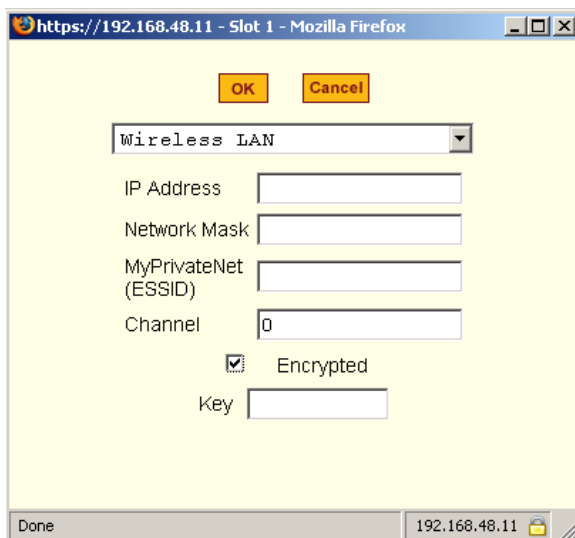 https://192.168.48.11 - Slot 1 - Mozilla Firefox
OK Cancel
Wireless LAN
IP Address
Network Mask
MyPrivateNet
(ESSID)
Channel 0
Encrypted
Key
Done 192.168.48.11